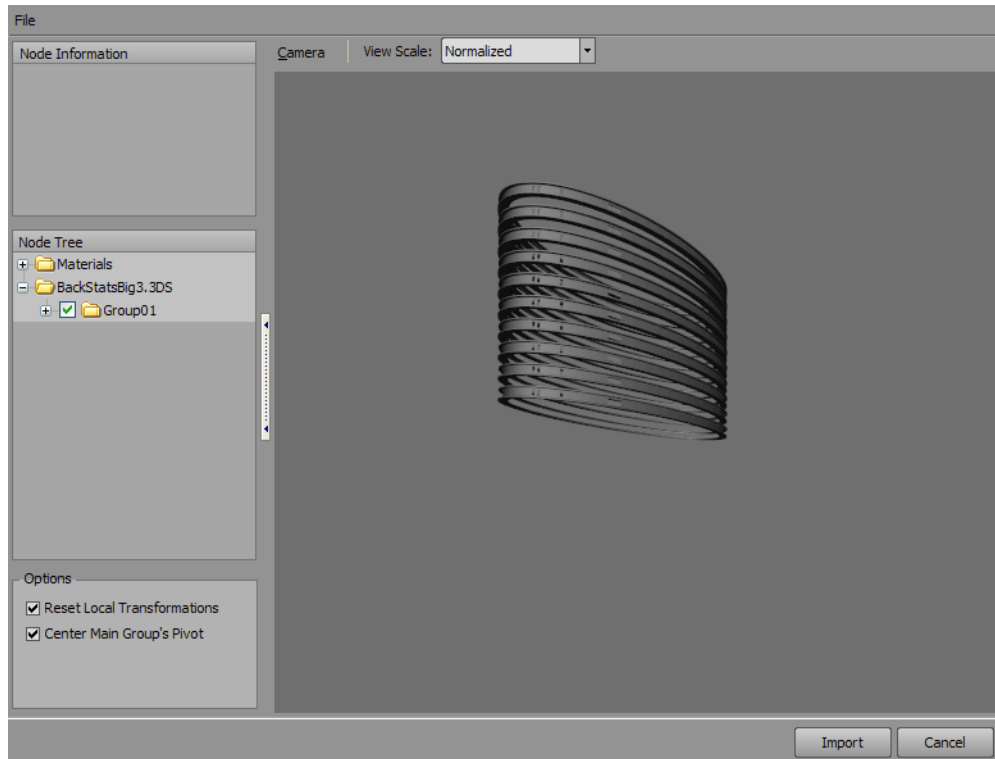 File
Node Information
Camera View Scale: Normalized
Node Tree
Materials
BackStatsBig3.3DS
Group01
Options
Reset Local Transformations
Center Main Group's Pivot
Import Cancel